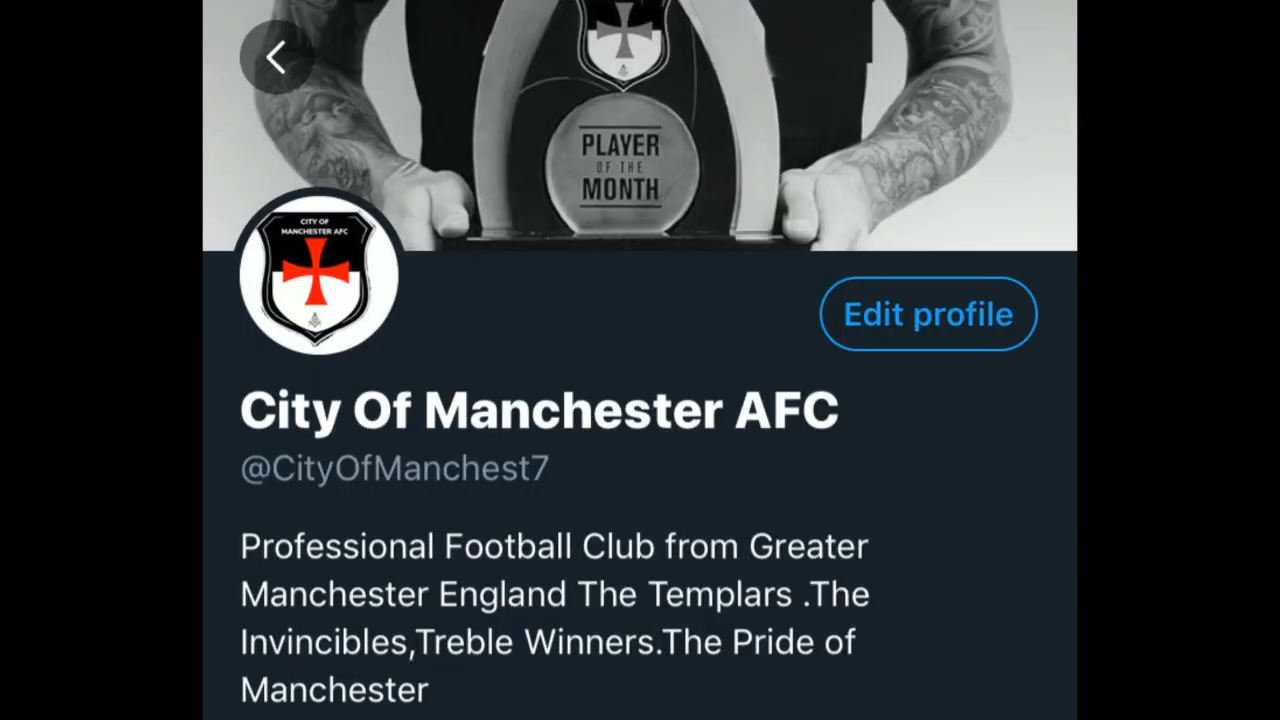 PLAYER
OF THE
MONTH
CITY OF
MANCHESTER AFC
Edit profile
City Of Manchester AFC
@CityOfManchest7
Professional Football Club from Greater
Manchester England The Templars .The
Invincibles,Treble Winners.The Pride of
Manchester